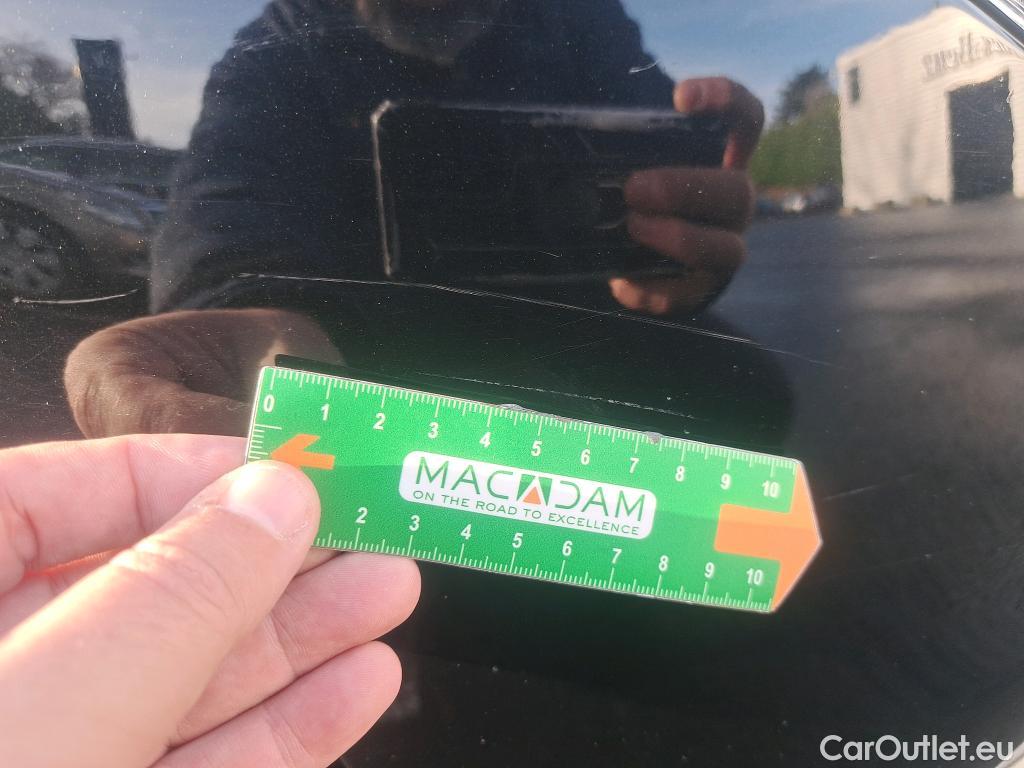 0 1 2 3 4 5 6 7 8 9 10
MACADAM
ON THE ROAD TO EXCELLENCE
2 3 4 5 6 7 8 9 10
CarOutlet.eu